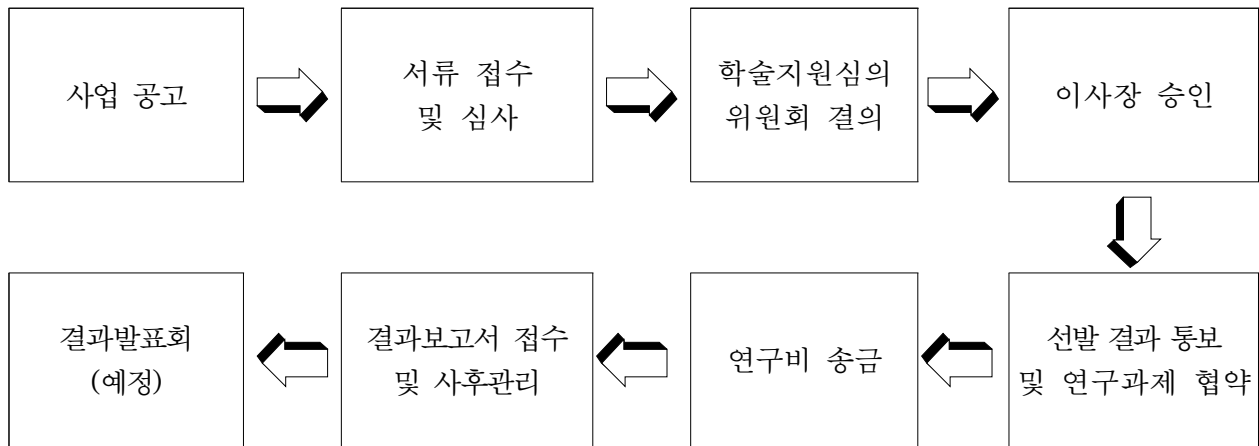 사업 공고
서류 접수
및 심사
학술지원심의
위원회 결의
이사장 승인
선발 결과 통보
및 연구과제 협약
연구비 송금
결과보고서 접수
및 사후관리
결과발표회
(예정)